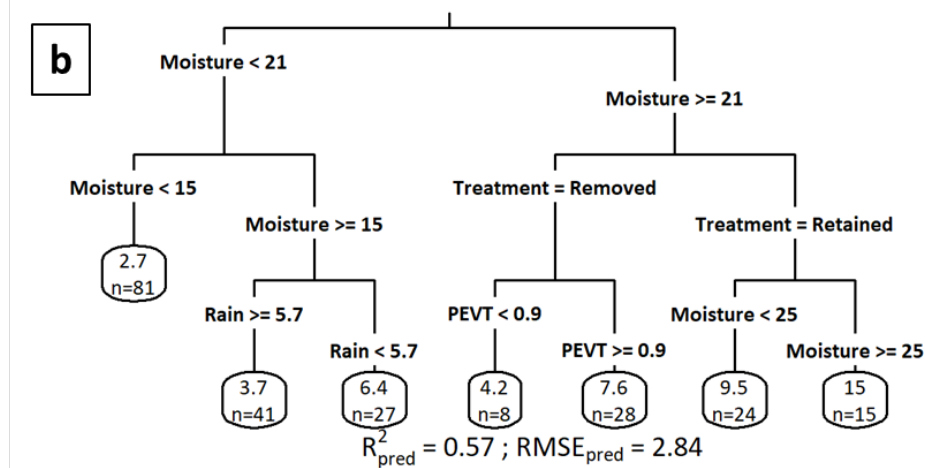 b
Moisture < 21
Moisture >= 21
Moisture < 15
Treatment = Removed
Moisture >= 15
Treatment = Retained
2.7
n=81
Rain >= 5.7
PEVT < 0.9
Moisture < 25
Rain < 5.7
PEVT >= 0.9
Moisture >= 25
3.7
n=41
6.4
n=27
4.2
n=8
7.6
n=28
9.5
n=24
15
n=15
R²pred = 0.57 ; RMSEpred = 2.84